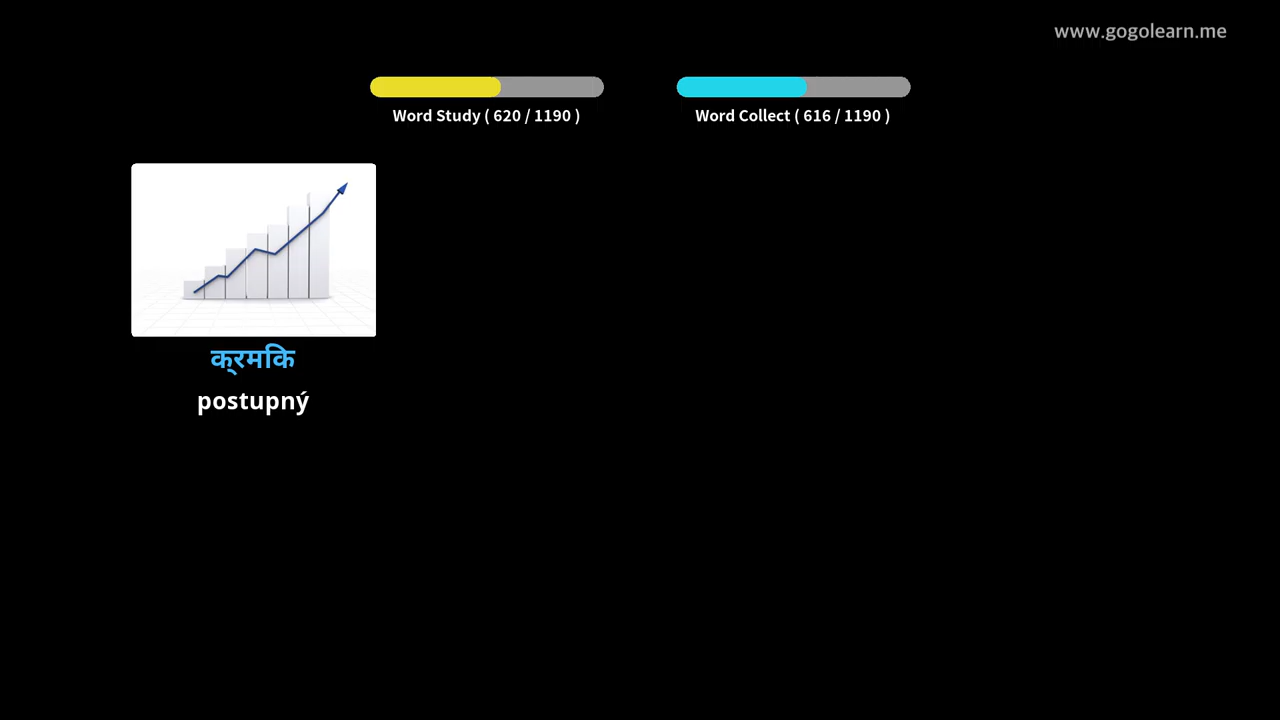 www.gogolearn.me
Word Study ( 620 / 1190 )
Word Collect ( 616 / 1190 )
क्रमकि
postupný